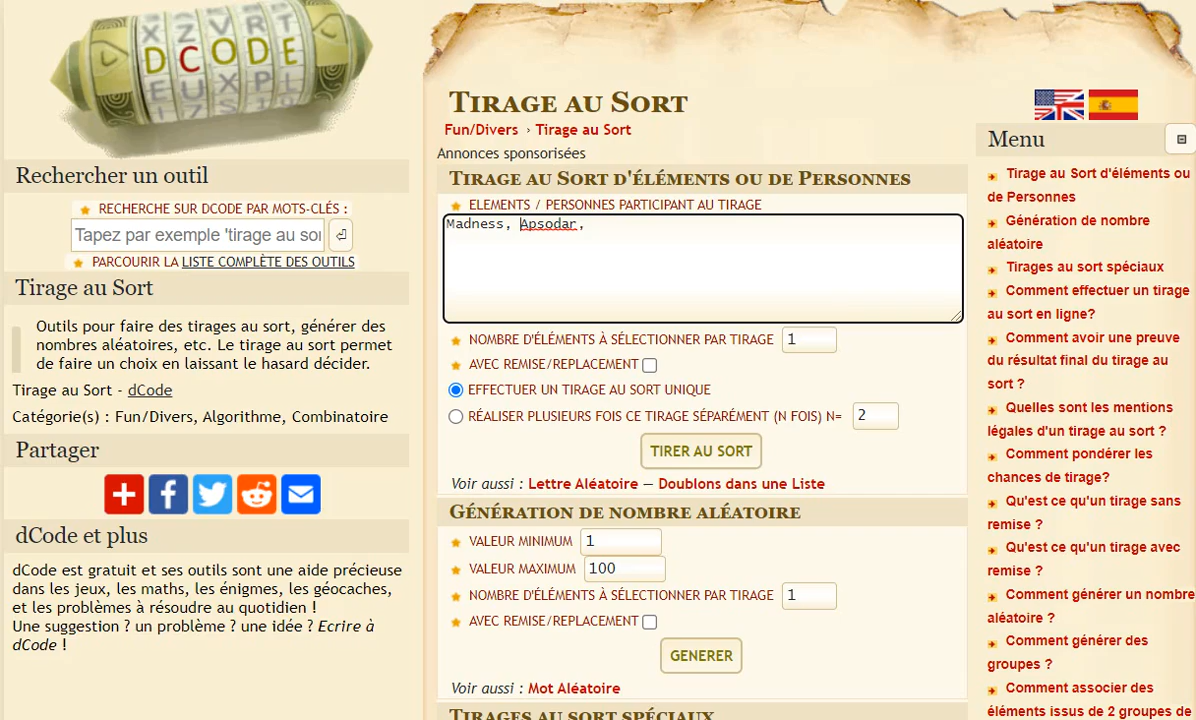 DCODE
Rechercher un outil
RECHERCHE SUR DCODE PAR MOTS-CLÉS :
Tapez par exemple 'tirage au sor
PARCOURIR LA LISTE COMPLÈTE DES OUTILS
Tirage au Sort
Outils pour faire des tirages au sort, générer des
nombres aléatoires, etc. Le tirage au sort permet
de faire un choix en laissant le hasard décider.
Tirage au Sort - dCode
Catégorie(s) : Fun/Divers, Algorithme, Combinatoire
Partager
dCode et plus
dCode est gratuit et ses outils sont une aide précieuse
dans les jeux, les maths, les énigmes, les géocaches,
et les problèmes à résoudre au quotidien !
Une suggestion ? un problème ? une idée ? Ecrire à
dCode !
Tirage au Sort
Fun/Divers › Tirage au Sort
Annonces sponsorisées
Tirage au Sort d'éléments ou de Personnes
ELEMENTS / PERSONNES PARTICIPANT AU TIRAGE
Madness, Apsodar,
NOMBRE D'ÉLÉMENTS À SÉLECTIONNER PAR TIRAGE 1
AVEC REMISE/REPLACEMENT
EFFECTUER UN TIRAGE AU SORT UNIQUE
RÉALISER PLUSIEURS FOIS CE TIRAGE SÉPARÉMENT (N FOIS) N= 2
TIRER AU SORT
Voir aussi : Lettre Aléatoire — Doublons dans une Liste
Génération de nombre aléatoire
VALEUR MINIMUM 1
VALEUR MAXIMUM 100
NOMBRE D'ÉLÉMENTS À SÉLECTIONNER PAR TIRAGE 1
AVEC REMISE/REPLACEMENT
GENERER
Voir aussi : Mot Aléatoire
Tirages au sort spéciaux
Menu
Tirage au Sort d'éléments ou
de Personnes
Génération de nombre
aléatoire
Tirages au sort spéciaux
Comment effectuer un tirage
au sort en ligne?
Comment avoir une preuve
du résultat final du tirage au
sort ?
Quelles sont les mentions
légales d'un tirage au sort ?
Comment pondérer les
chances de tirage?
Qu'est ce qu'un tirage sans
remise ?
Qu'est ce qu'un tirage avec
remise ?
Comment générer un nombre
aléatoire ?
Comment générer des
groupes ?
Comment associer des
éléments issus de 2 groupes de